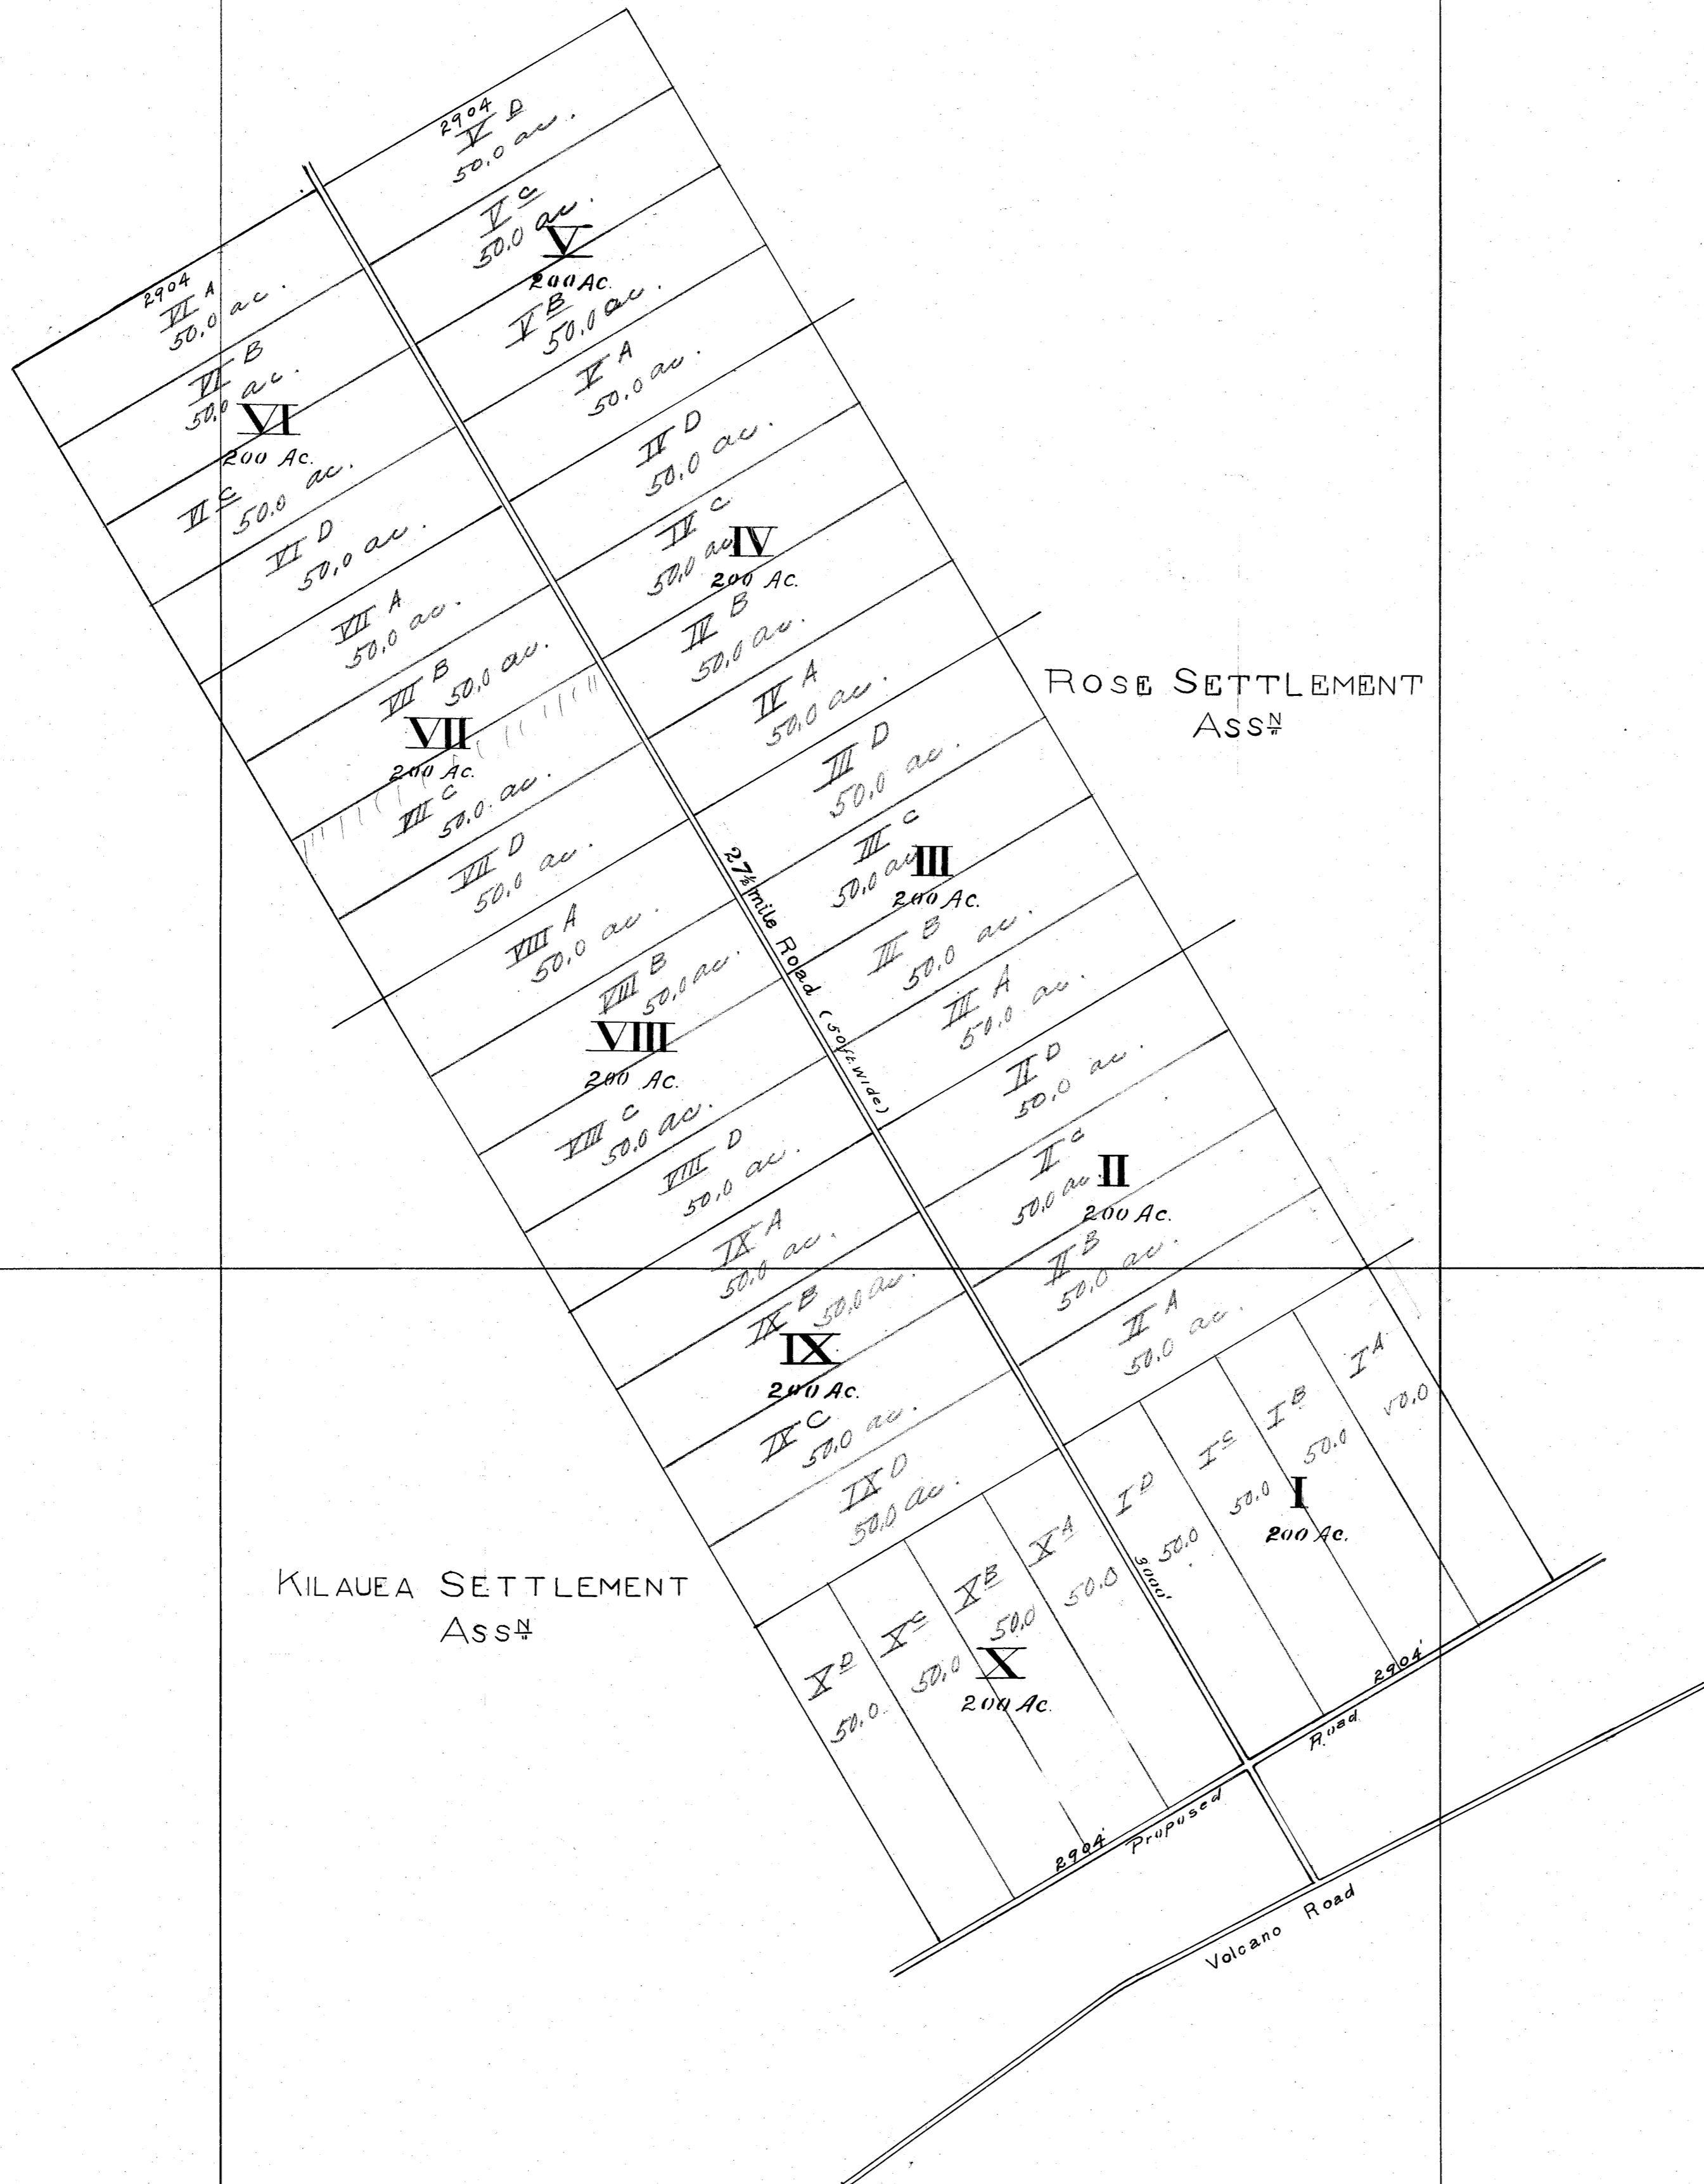 2904
V D
50.0 ac.
V C
50.0 ac.
V
200 Ac.
V B
50.0 ac.
V A
50.0 ac.
2904
VI A
50.0 ac.
VI B
50.0 ac.
VI
200 Ac.
VI C
50.0 ac.
VI D
50.0 ac.
IV D
50.0 ac.
IV C
50.0 ac
IV
200 Ac.
IV B
50.0 ac.
IV A
50.0 ac.
VII A
50.0 ac.
VII B
50.0 ac.
VII
200 Ac.
VII C
50.0 ac.
VII D
50.0 ac.
ROSE SETTLEMENT
ASSN
III D
50.0 ac.
III C
50.0 ac
III
200 Ac.
III B
50.0 ac.
III A
50.0 ac.
27½ mile Road (50 ft. wide)
VIII A
50.0 ac.
VIII B
50.0 ac.
VIII
200 Ac.
VIII C
50.0 ac.
VIII D
50.0 ac.
II D
50.0 ac.
II C
50.0 ac.
II
200 Ac.
II B
50.0 ac.
II A
50.0 ac.
IX A
50.0 ac.
IX B
50.0 ac.
IX
200 Ac.
IX C
50.0 ac.
IX D
50.0 ac.
I A
50.0
I B
50.0
I C
50.0
I D
50.0
I
200 Ac.
3000'
KILAUEA SETTLEMENT
ASSN
X A
50.0
X B
50.0
X C
50.0
X D
50.0
X
200 Ac.
2904'
2904'
Proposed Road
Volcano Road